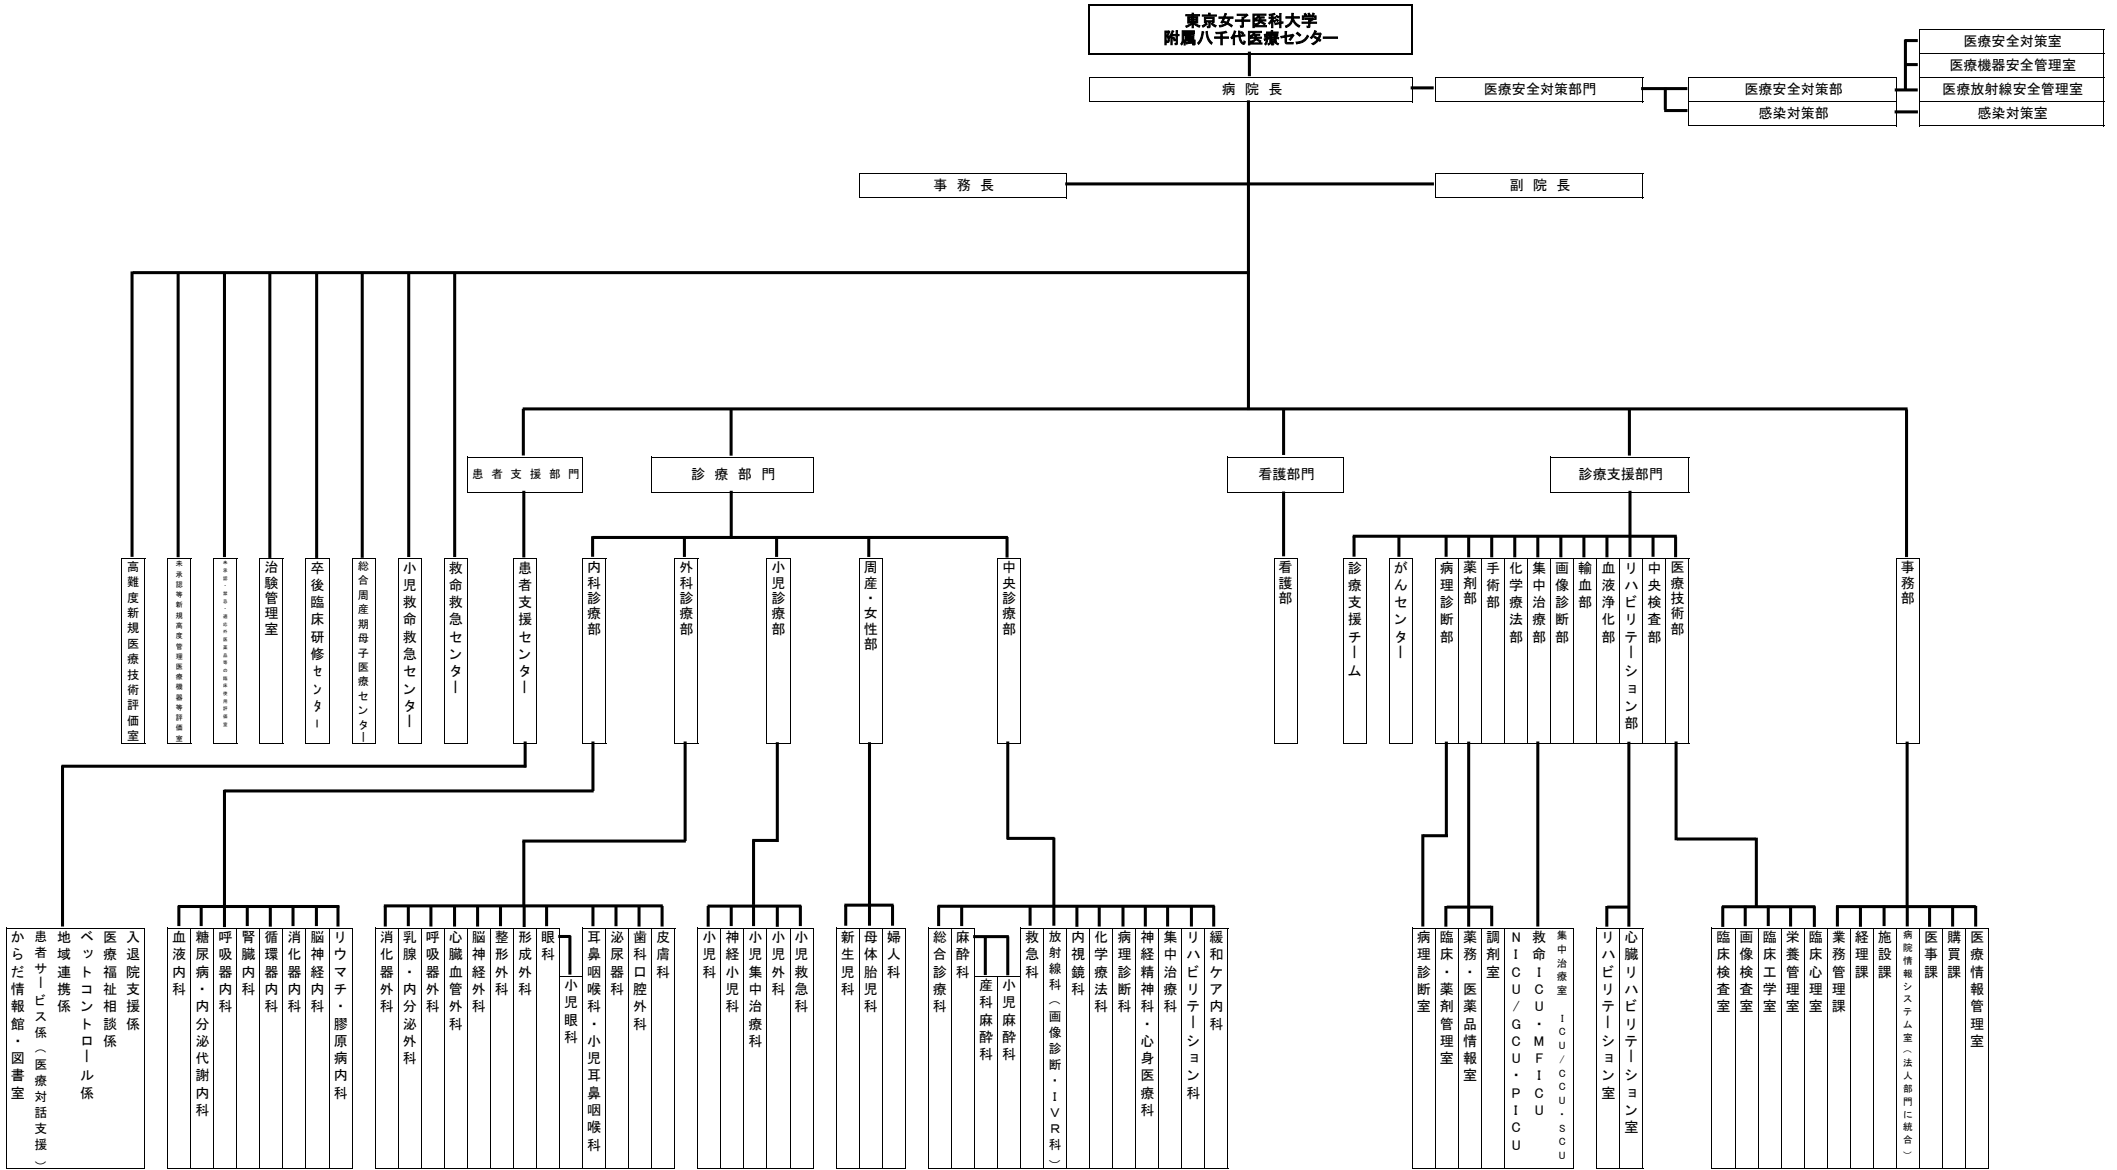 東京女子医科大学
附属八千代医療センター
病院長
医療安全対策部門
医療安全対策部
感染対策部
医療安全対策室
医療機器安全管理室
医療放射線安全管理室
感染対策室
事務長
副院長
患者支援部門
診療部門
看護部門
診療支援部門
高難度新規医療技術評価室
未承認等新規高度管理医療機器等評価室
治験管理室
卒後臨床研修センター
総合周産期母子医療センター
小児救命救急センター
救命救急センター
患者支援センター
内科診療部
外科診療部
小児診療部
周産・女性部
中央診療部
看護部
診療支援チーム
がんセンター
病理診断部
薬剤部
手術部
化学療法部
集中治療部
画像診断部
輸血部
血液浄化部
リハビリテーション部
中央検査部
医療技術部
事務部
からだ情報館・図書室
患者サービス係（医療対話支援）
地域連携係
ベットコントロール係
医療福祉相談係
入退院支援係
血液内科
糖尿病・内分泌代謝内科
呼吸器内科
腎臓内科
循環器内科
消化器内科
脳神経内科
リウマチ・膠原病内科
消化器外科
乳腺・内分泌外科
呼吸器外科
心臓血管外科
脳神経外科
整形外科
形成外科
眼科
小児眼科
耳鼻咽喉科・小児耳鼻咽喉科
泌尿器科
歯科口腔外科
皮膚科
小児科
神経小児科
小児集中治療科
小児外科
小児救急科
新生児科
母体胎児科
婦人科
総合診療科
麻酔科
産科麻酔科
小児麻酔科
救急科
放射線科（画像診断・ＩＶＲ科）
内視鏡科
化学療法科
病理診断科
神経精神科・心身医療科
集中治療科
リハビリテーション科
緩和ケア内科
病理診断室
臨床・薬剤管理室
薬務・医薬品情報室
調剤室
ＮＩＣＵ/ＧＣＵ・ＰＩＣＵ
救命ＩＣＵ・ＭＦＩＣＵ
集中治療室　ＩＣＵ/ＣＣＵ・ＳＣＵ
リハビリテーション室
心臓リハビリテーション室
臨床検査室
画像検査室
臨床工学室
栄養管理室
臨床心理室
業務管理課
経理課
施設課
病院情報システム室（法人部門に統合）
医事課
購買課
医療情報管理室